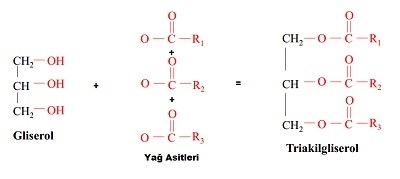 O
O — C — R₁
+
CH₂ — OH
O
CH₂ — O — C — R₁
O
CH — OH
+
O — C — R₂
=
O
CH — O — C — R₂
+
CH₂ — OH
O
O — C — R₃
O
CH₂ — O — C — R₃
Gliserol
Yağ Asitleri
Triakilgliserol